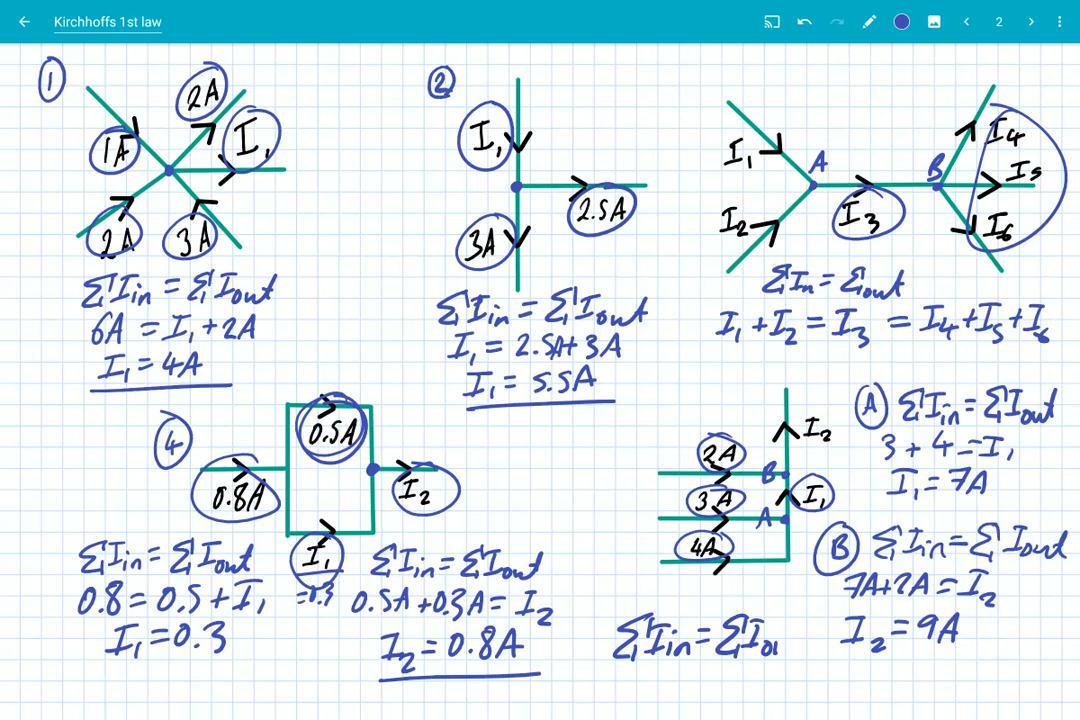 Kirchhoffs 1st law
2
①
1A
2A
I₁
2A
3A
ΣIin = ΣIout
6A = I₁ + 2A
I₁ = 4A
②
I₁
2.5A
3A
ΣIin = ΣIout
I₁ = 2.5A + 3A
I₁ = 5.5A
I₁
I₂
A
I₃
B
I₄
I₅
I₆
ΣIn = Σout
I₁ + I₂ = I₃ = I₄ + I₅ + I₆
④
0.8A
0.5A
I₁
=0.3
I₂
ΣIin = ΣIout
0.8 = 0.5 + I₁
I₁ = 0.3
ΣIin = ΣIout
0.5A + 0.3A = I₂
I₂ = 0.8A
2A
3A
4A
B
A
I₁
I₂
ΣIin = ΣIou
Ⓐ ΣIin = ΣIout
3 + 4 = I₁
I₁ = 7A
Ⓑ ΣIin = ΣIout
7A + 2A = I₂
I₂ = 9A